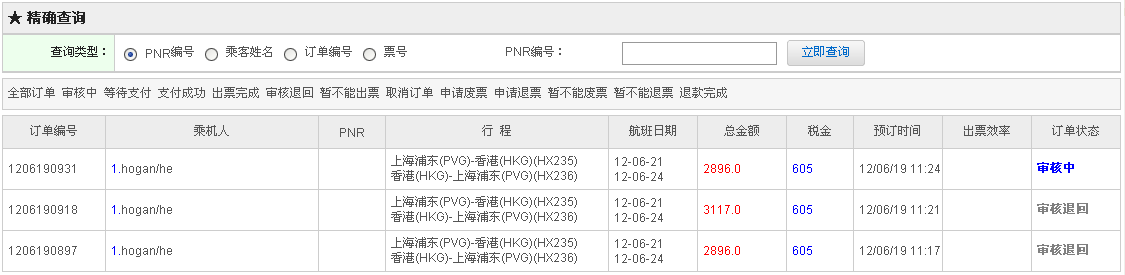 ★ 精确查询
查询类型： PNR编号 乘客姓名 订单编号 票号 PNR编号： 立即查询
全部订单 审核中 等待支付 支付成功 出票完成 审核退回 暂不能出票 取消订单 申请废票 申请退票 暂不能废票 暂不能退票 退款完成
订单编号 乘机人 PNR 行 程 航班日期 总金额 税金 预订时间 出票效率 订单状态
1206190931 1.hogan/he 上海浦东(PVG)-香港(HKG)(HX235) 12-06-21 2896.0 605 12/06/19 11:24 审核中
香港(HKG)-上海浦东(PVG)(HX236) 12-06-24
1206190918 1.hogan/he 上海浦东(PVG)-香港(HKG)(HX235) 12-06-21 3117.0 605 12/06/19 11:21 审核退回
香港(HKG)-上海浦东(PVG)(HX236) 12-06-24
1206190897 1.hogan/he 上海浦东(PVG)-香港(HKG)(HX235) 12-06-21 2896.0 605 12/06/19 11:17 审核退回
香港(HKG)-上海浦东(PVG)(HX236) 12-06-24